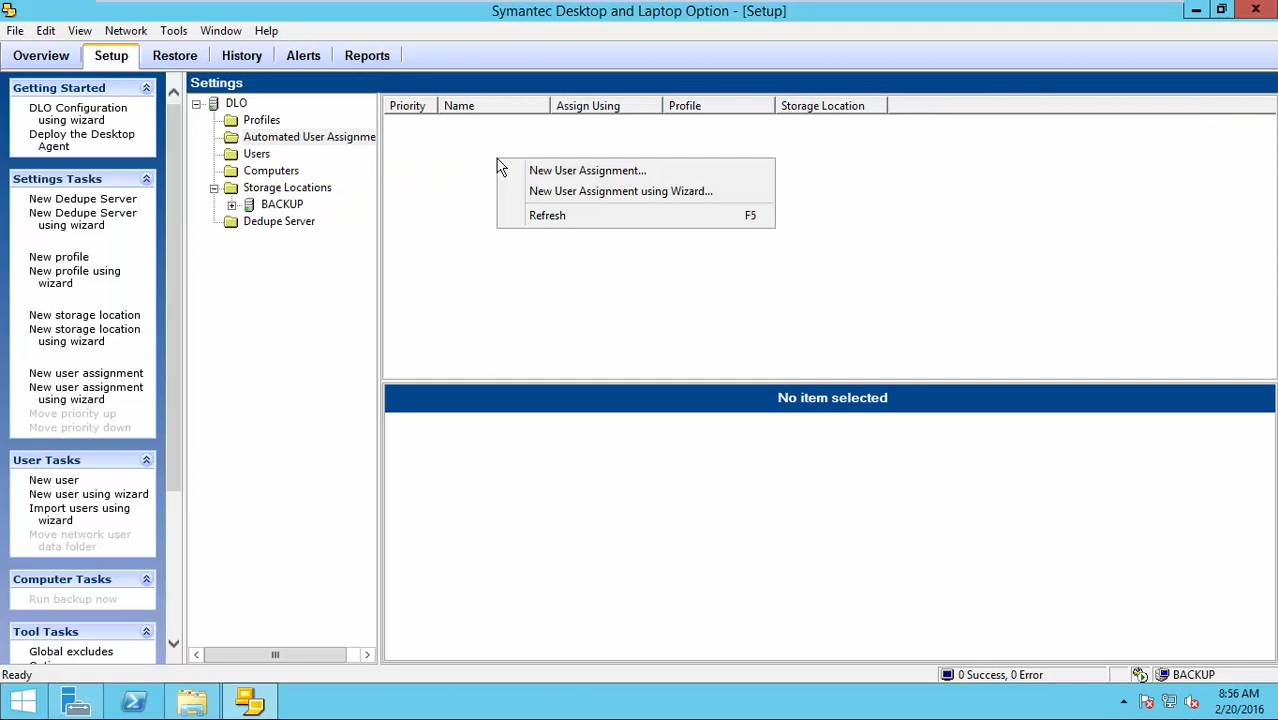 Symantec Desktop and Laptop Option - [Setup]
File Edit View Network Tools Window Help
Overview Setup Restore History Alerts Reports
Getting Started
DLO Configuration
using wizard
Deploy the Desktop
Agent
Settings Tasks
New Dedupe Server
New Dedupe Server
using wizard
New profile
New profile using
wizard
New storage location
New storage location
using wizard
New user assignment
New user assignment
using wizard
Move priority up
Move priority down
User Tasks
New user
New user using wizard
Import users using
wizard
Move network user
data folder
Computer Tasks
Run backup now
Tool Tasks
Global excludes
Settings
DLO
Profiles
Automated User Assignme
Users
Computers
Storage Locations
BACKUP
Dedupe Server
Priority Name Assign Using Profile Storage Location
New User Assignment...
New User Assignment using Wizard...
Refresh F5
No item selected
Ready
0 Success, 0 Error
BACKUP
8:56 AM
2/20/2016